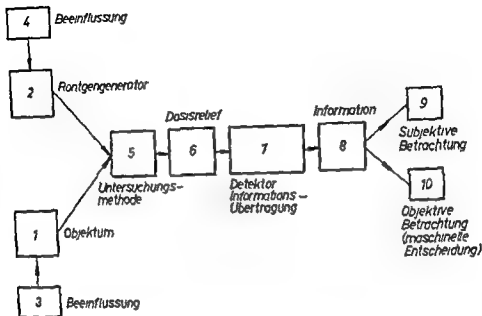 4
Beeinflussung
2
Röntgengenerator
Dosisrelief
Information
9
Subjektive
Betrachtung
5
6
7
8
Untersuchungs-
methode
Detektor
Informations-
Übertragung
10
Objektive
Betrachtung
(maschinelle
Entscheidung)
1
Objektum
3
Beeinflussung